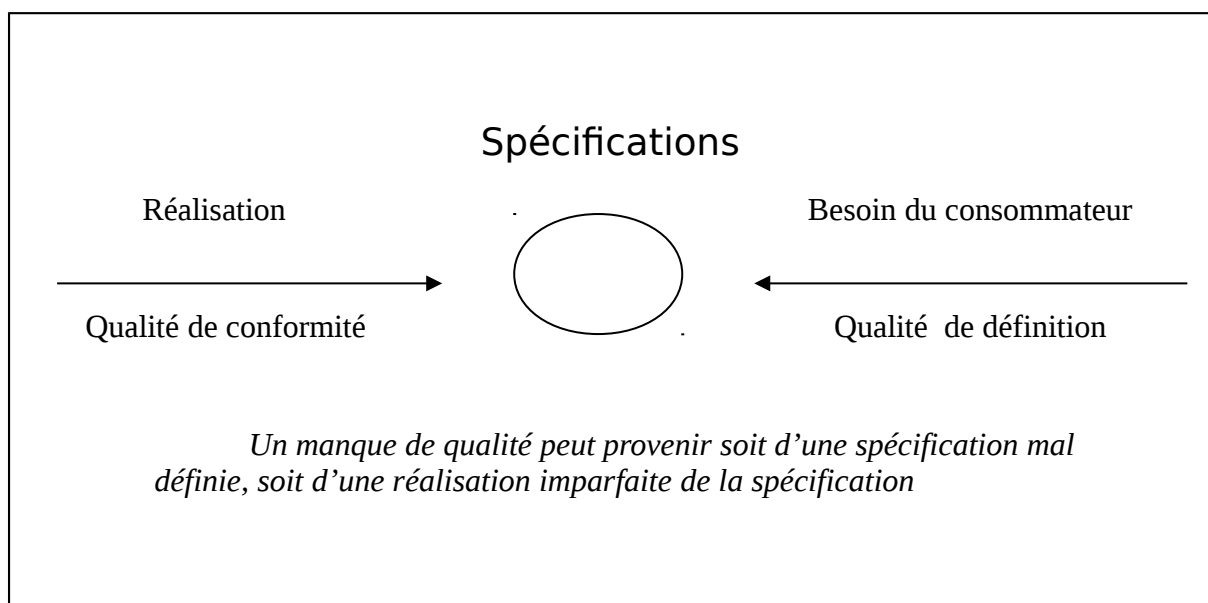 Spécifications
Réalisation
Besoin du consommateur
Qualité de conformité
Qualité de définition
Un manque de qualité peut provenir soit d’une spécification mal
définie, soit d’une réalisation imparfaite de la spécification